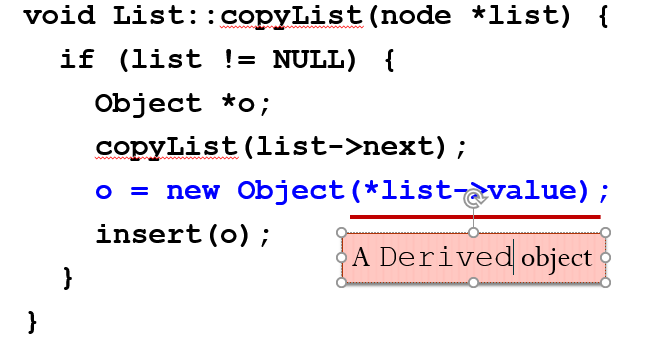 void List::copyList(node *list) {
if (list != NULL) {
Object *o;
copyList(list->next);
o = new Object(*list->value);
insert(o);
A Derived object
}
}